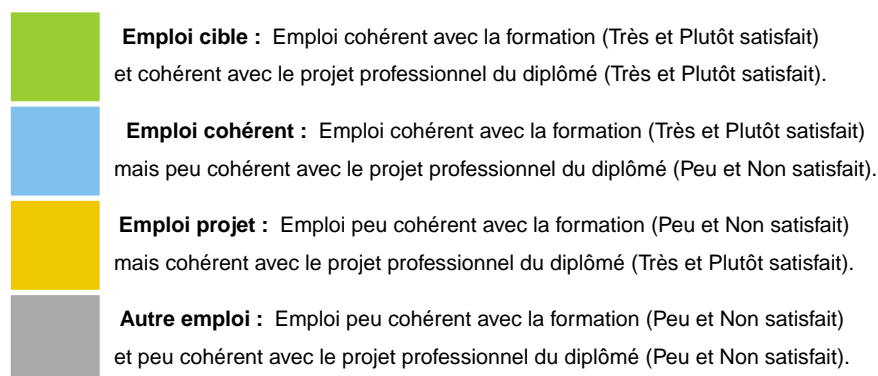 Emploi cible : Emploi cohérent avec la formation (Très et Plutôt satisfait)
et cohérent avec le projet professionnel du diplômé (Très et Plutôt satisfait).
Emploi cohérent : Emploi cohérent avec la formation (Très et Plutôt satisfait)
mais peu cohérent avec le projet professionnel du diplômé (Peu et Non satisfait).
Emploi projet : Emploi peu cohérent avec la formation (Peu et Non satisfait)
mais cohérent avec le projet professionnel du diplômé (Très et Plutôt satisfait).
Autre emploi : Emploi peu cohérent avec la formation (Peu et Non satisfait)
et peu cohérent avec le projet professionnel du diplômé (Peu et Non satisfait).